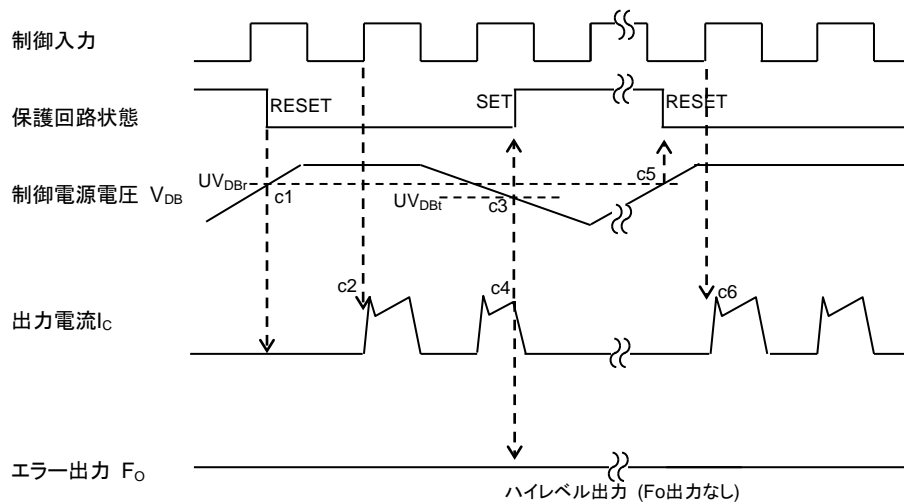 制御入力
保護回路状態
RESET
SET
RESET
制御電源電圧 VDB
UVDBr
c1
UVDBt
c3
c5
出力電流IC
c2
c4
c6
エラー出力 FO
ハイレベル出力 (Fo出力なし)